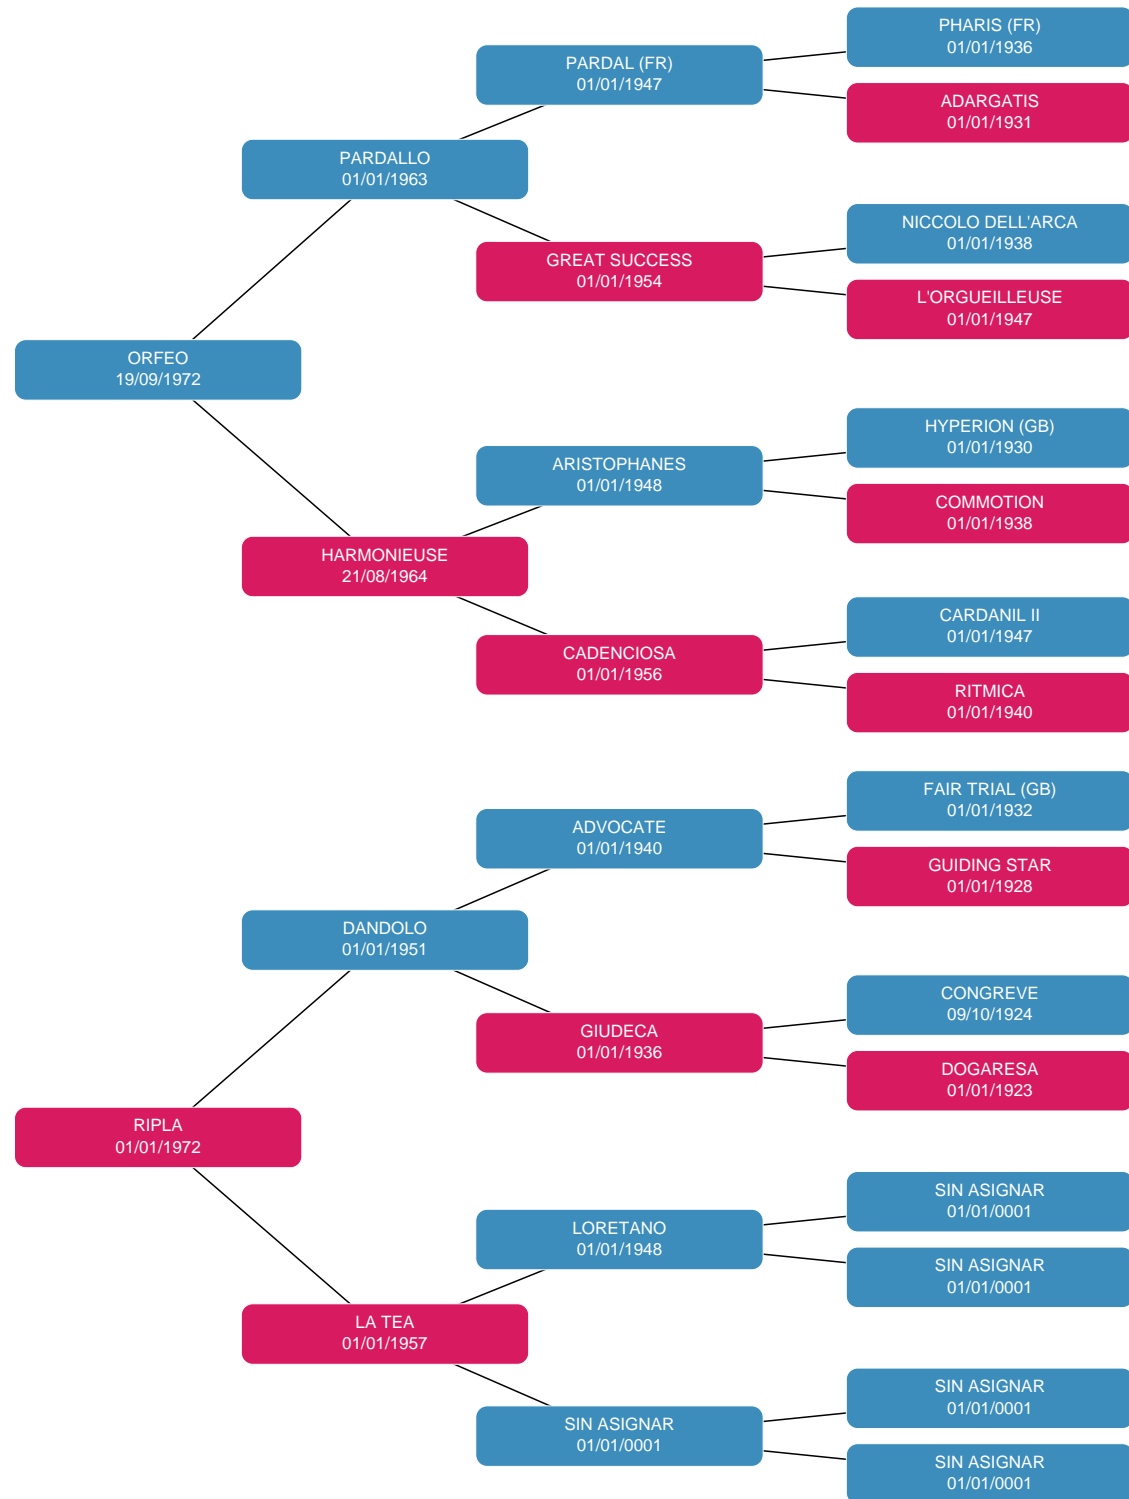 PHARIS (FR)
01/01/1936
PARDAL (FR)
01/01/1947
ADARGATIS
01/01/1931
PARDALLO
01/01/1963
NICCOLO DELL'ARCA
01/01/1938
GREAT SUCCESS
01/01/1954
L'ORGUEILLEUSE
01/01/1947
ORFEO
19/09/1972
HYPERION (GB)
01/01/1930
ARISTOPHANES
01/01/1948
COMMOTION
01/01/1938
HARMONIEUSE
21/08/1964
CARDANIL II
01/01/1947
CADENCIOSA
01/01/1956
RITMICA
01/01/1940
FAIR TRIAL (GB)
01/01/1932
ADVOCATE
01/01/1940
GUIDING STAR
01/01/1928
DANDOLO
01/01/1951
CONGREVE
09/10/1924
GIUDECA
01/01/1936
DOGARESA
01/01/1923
RIPLA
01/01/1972
SIN ASIGNAR
01/01/0001
LORETANO
01/01/1948
SIN ASIGNAR
01/01/0001
LA TEA
01/01/1957
SIN ASIGNAR
01/01/0001
SIN ASIGNAR
01/01/0001
SIN ASIGNAR
01/01/0001